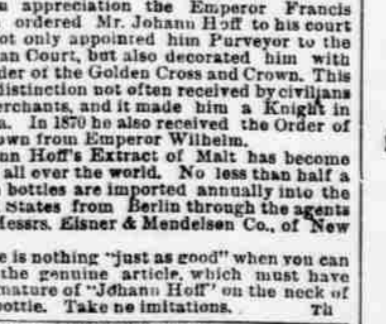 appreciation the Emperor Francis
ordered Mr. Johann Hoff to his court
ot only appointed him Purveyor to the
an Court, but also decorated him with
der of the Golden Cross and Crown. This
distinction not often received by civilians
erchants, and it made him a Knight in
a. In 1870 he also received the Order of
own from Emperor Wilhelm.
nn Hoff's Extract of Malt has become
all over the world. No less than half a
bottles are imported annually into the
States from Berlin through the agents
Messrs. Eisner & Mendelsen Co., of New
e is nothing "just as good" when you can
the genuine article, which must have
nature of "Johann Hoff" on the neck of
bottle. Take no imitations. Th